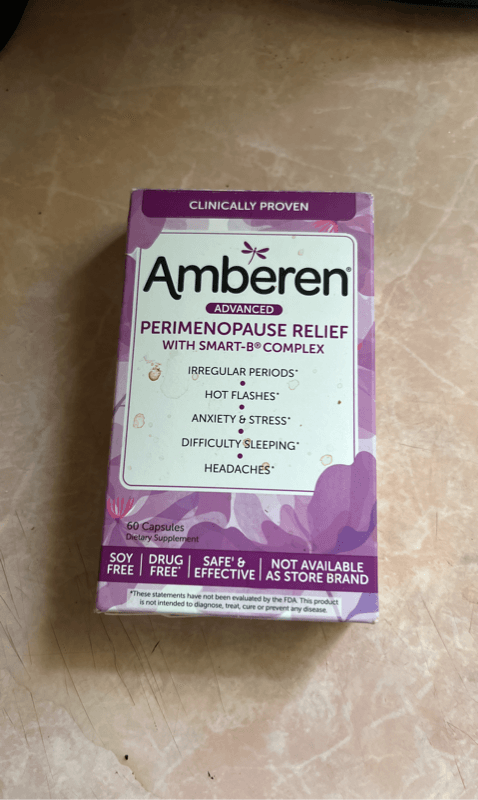 CLINICALLY PROVEN
Amberen®
ADVANCED
PERIMENOPAUSE RELIEF
WITH SMART-B® COMPLEX
IRREGULAR PERIODS*
HOT FLASHES*
ANXIETY & STRESS*
DIFFICULTY SLEEPING*
HEADACHES*
60 Capsules
Dietary Supplement
SOY FREE | DRUG FREE* | SAFE¹ & EFFECTIVE | NOT AVAILABLE AS STORE BRAND
*These statements have not been evaluated by the FDA. This product
is not intended to diagnose, treat, cure or prevent any disease.